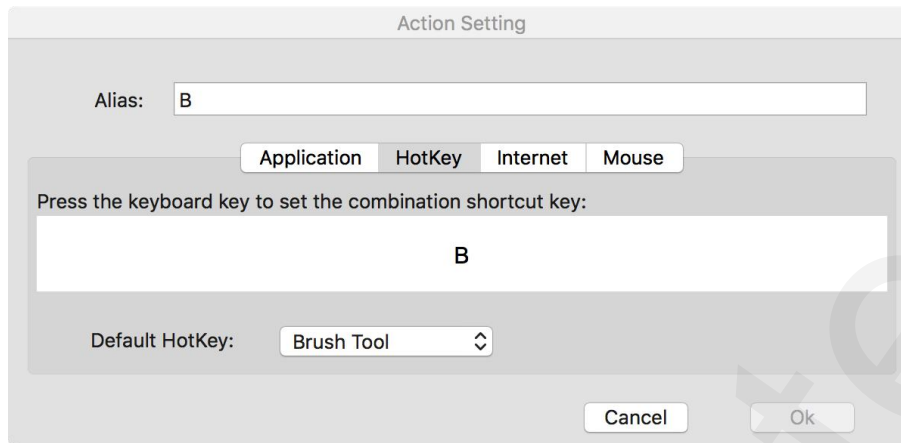 Action Setting
Alias: B
Application HotKey Internet Mouse
Press the keyboard key to set the combination shortcut key:
B
Default HotKey: Brush Tool
Cancel Ok